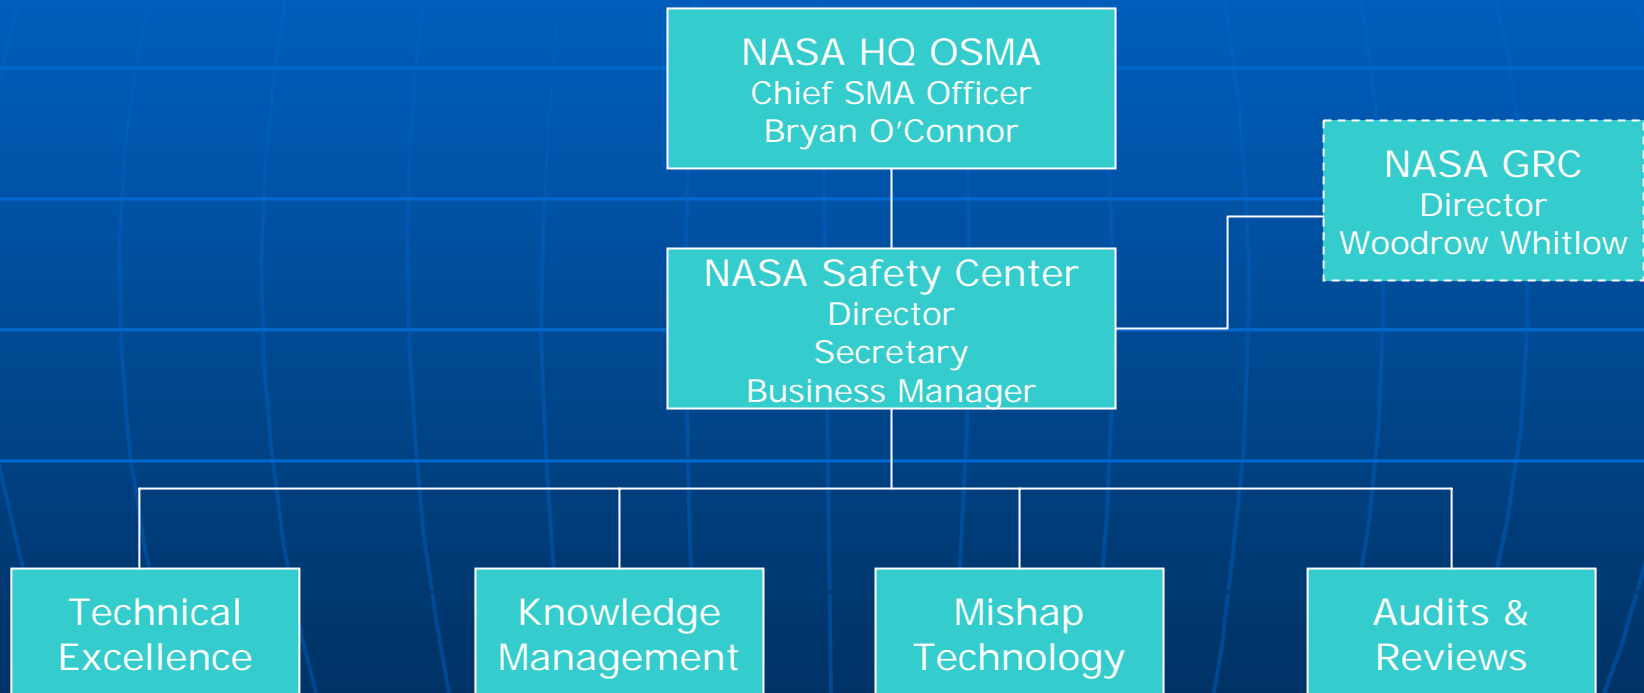 NASA HQ OSMA
Chief SMA Officer
Bryan O'Connor
NASA GRC
Director
Woodrow Whitlow
NASA Safety Center
Director
Secretary
Business Manager
Technical
Excellence
Knowledge
Management
Mishap
Technology
Audits &
Reviews